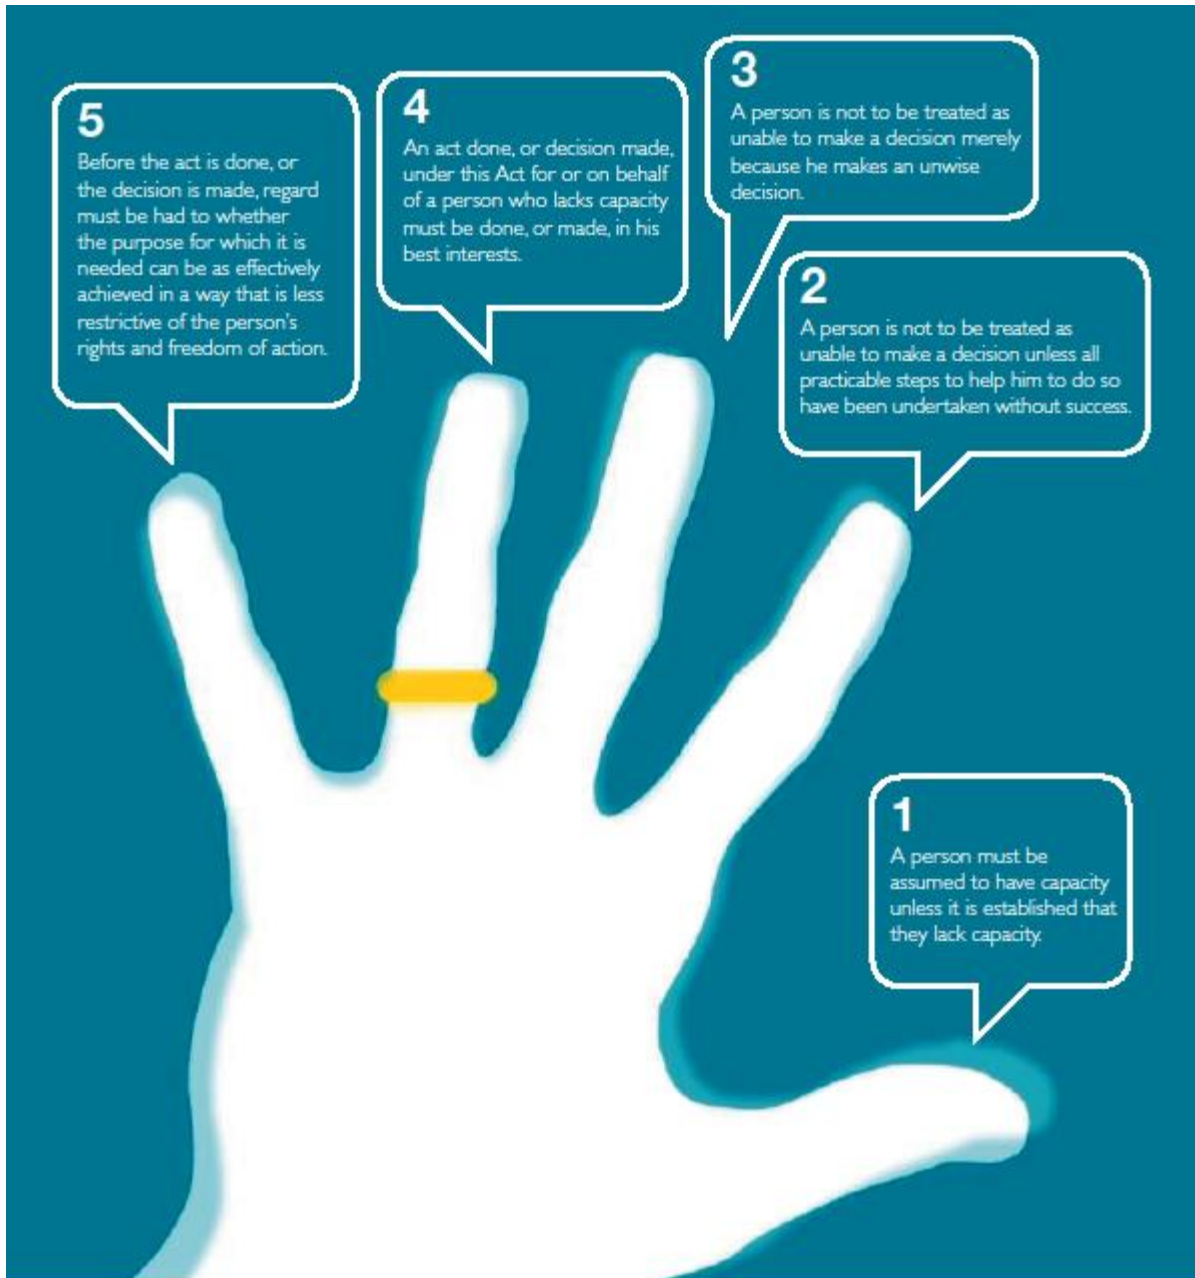 5
Before the act is done, or
the decision is made, regard
must be had to whether
the purpose for which it is
needed can be as effectively
achieved in a way that is less
restrictive of the person's
rights and freedom of action.
4
An act done, or decision made,
under this Act for or on behalf
of a person who lacks capacity
must be done, or made, in his
best interests.
3
A person is not to be treated as
unable to make a decision merely
because he makes an unwise
decision.
2
A person is not to be treated as
unable to make a decision unless all
practicable steps to help him to do so
have been undertaken without success.
1
A person must be
assumed to have capacity
unless it is established that
they lack capacity.